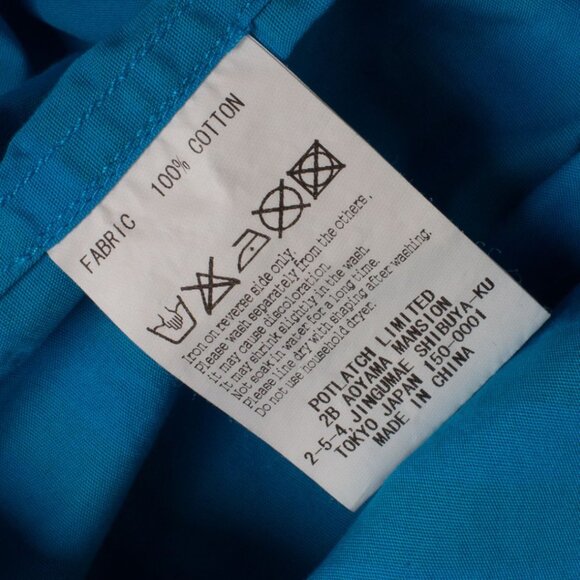 FABRIC 100% COTTON
Iron on reverse side only.
Please wash separately from the others.
it may cause discoloration.
It may shrink slightly in the wash
Not soak in water for a long time.
Please line dry with shaping after washing.
Do not use household dryer.
POTLATCH LIMITED
2B AOYAMA MANSION
2-5-4, JINGUMAE SHIBUYA-KU
TOKYO JAPAN 150-0001
MADE IN CHINA